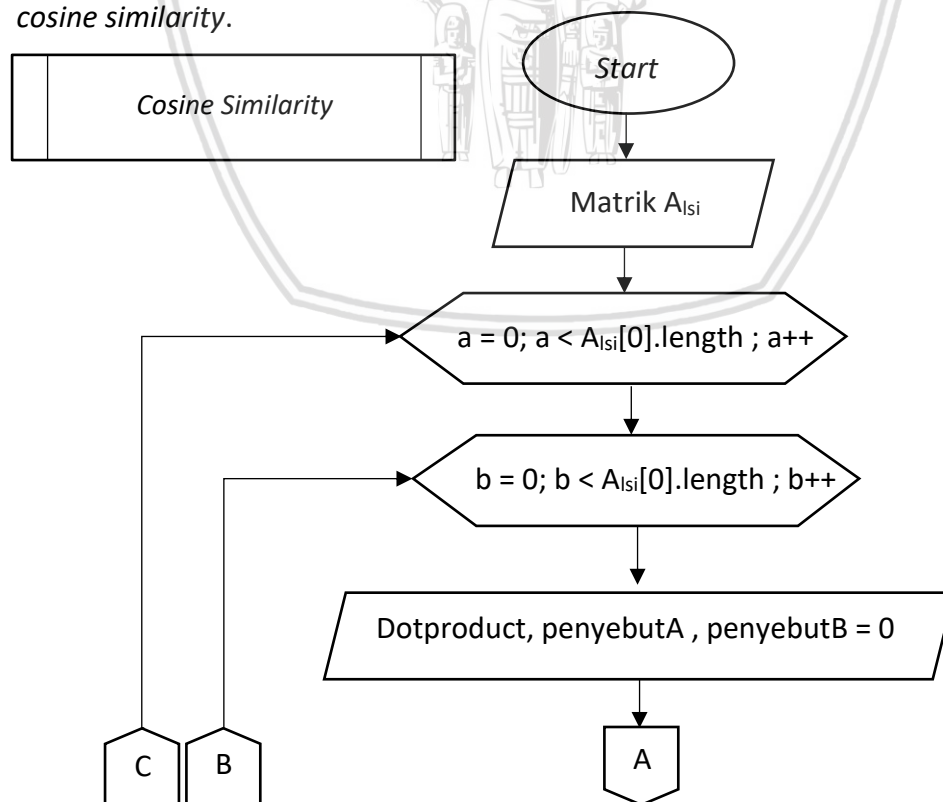 cosine similarity.
Start
Cosine Similarity
Matrik Alsi
a = 0; a < Alsi[0].length ; a++
b = 0; b < Alsi[0].length ; b++
Dotproduct, penyebutA , penyebutB = 0
C
B
A